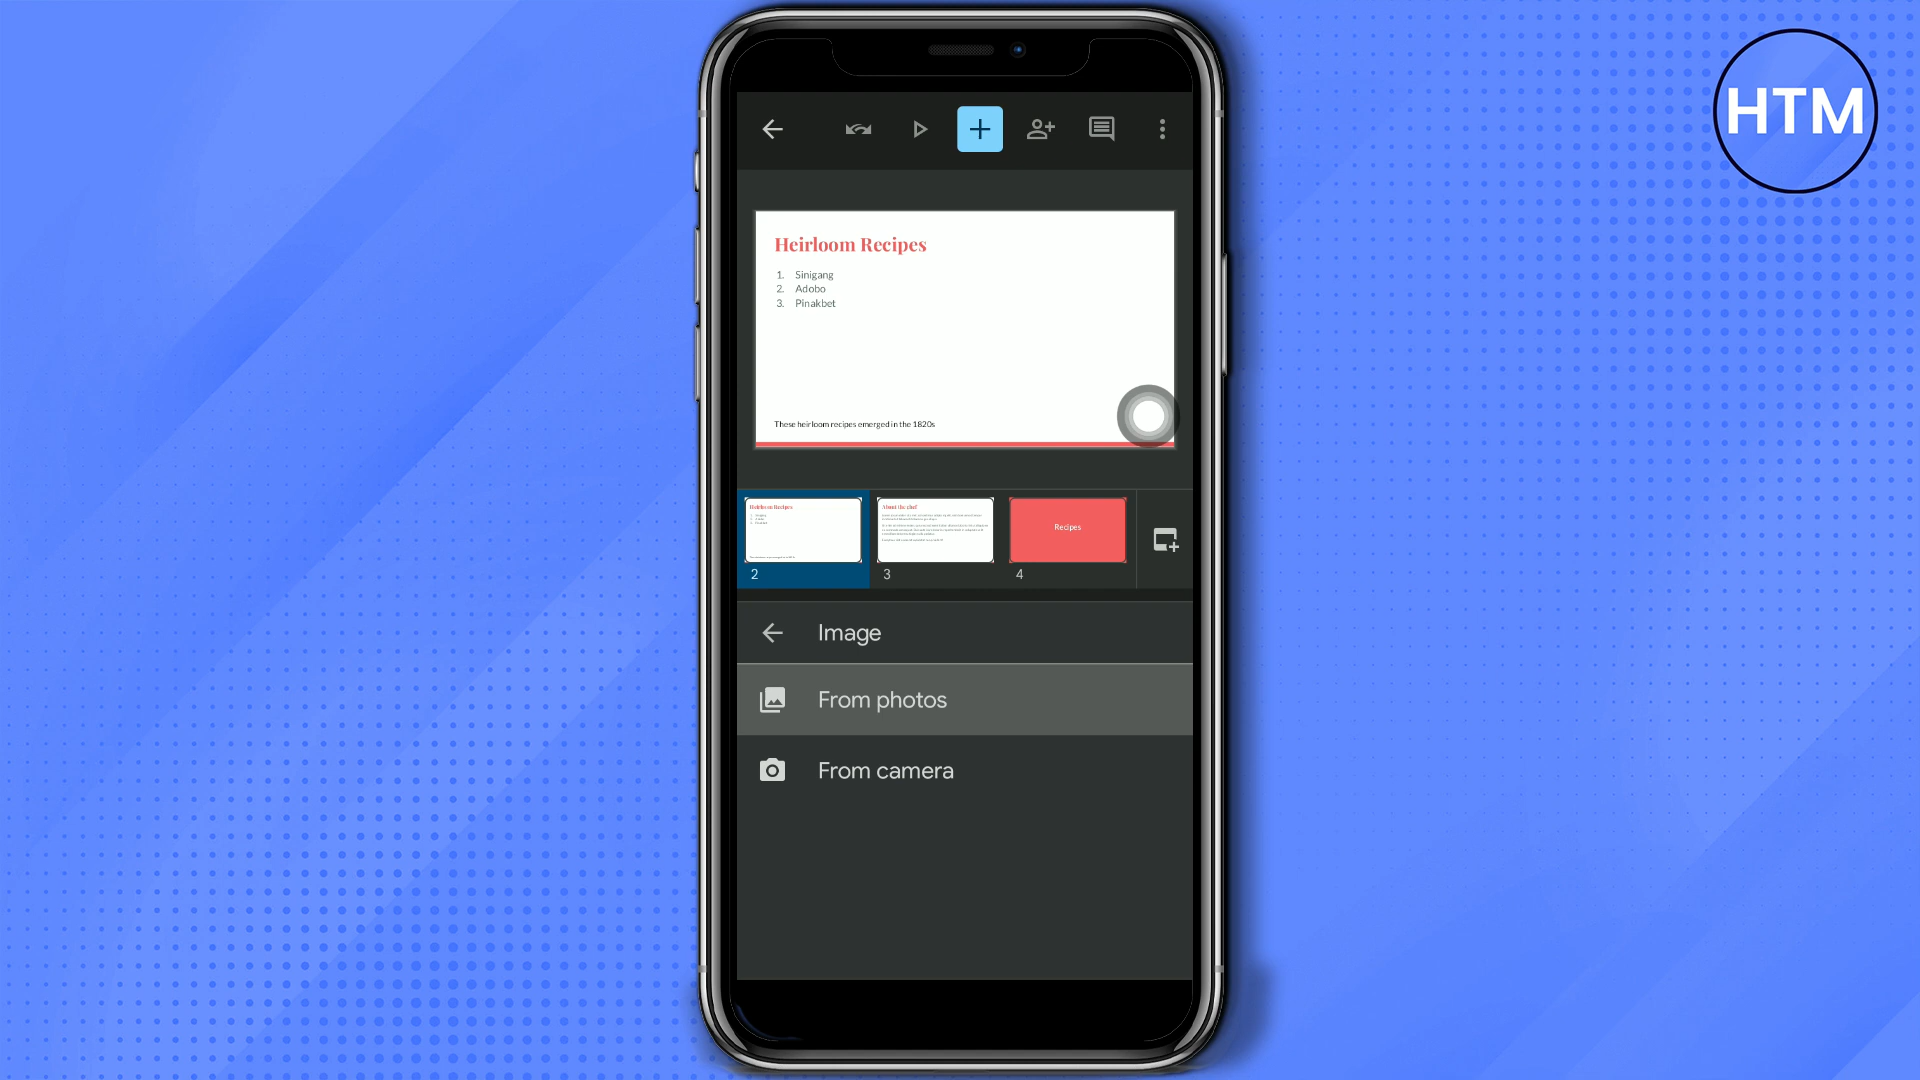 HTM
Heirloom Recipes
1. Sinigang
2. Adobo
3. Pinakbet
These heirloom recipes emerged in the 1820s
Heirloom Recipes
About the chef
Recipes
2
3
4
Image
From photos
From camera